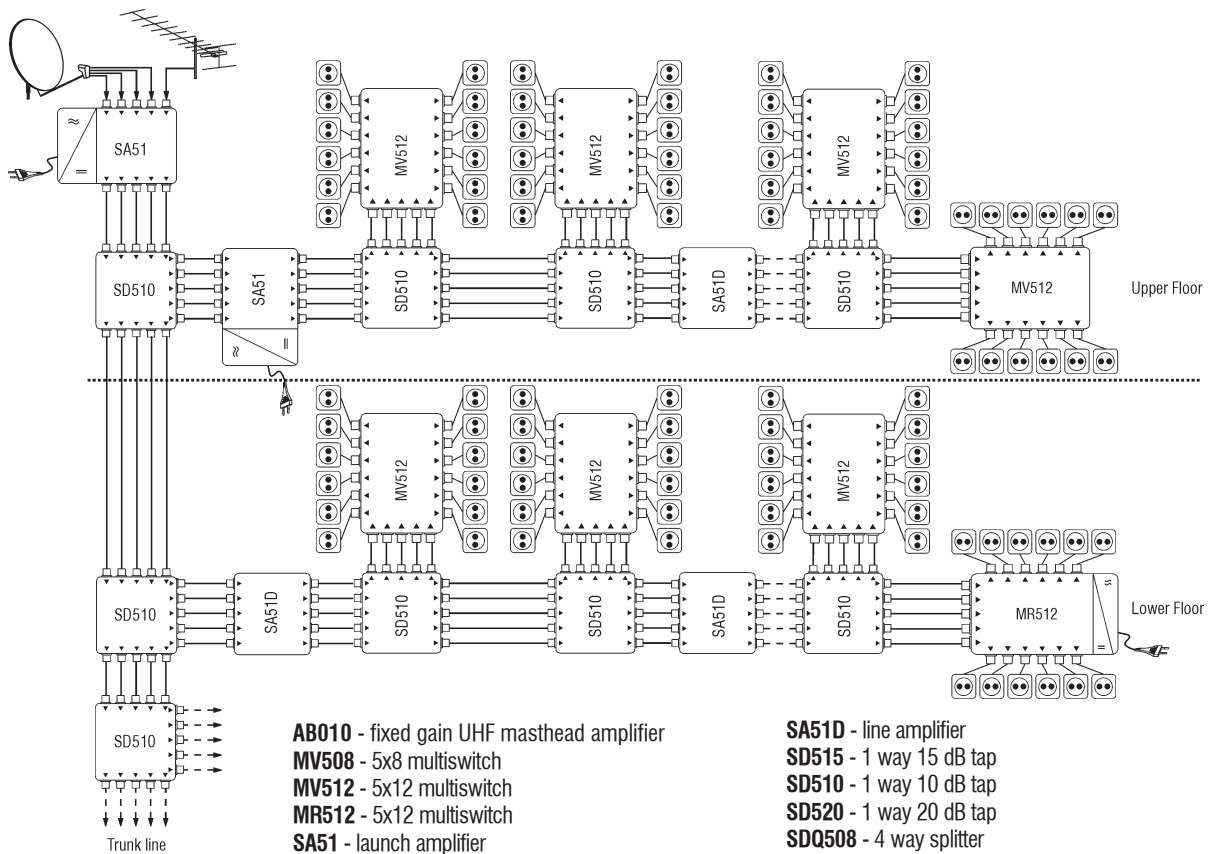 SA51
MV512
MV512
MV512
SD510
SA51
SD510
SD510
SA51D
SD510
MV512
Upper Floor
MV512
MV512
MV512
SD510
SA51D
SD510
SD510
SA51D
SD510
MR512
Lower Floor
SD510
Trunk line
AB010 - fixed gain UHF masthead amplifier
MV508 - 5x8 multiswitch
MV512 - 5x12 multiswitch
MR512 - 5x12 multiswitch
SA51 - launch amplifier
SA51D - line amplifier
SD515 - 1 way 15 dB tap
SD510 - 1 way 10 dB tap
SD520 - 1 way 20 dB tap
SDQ508 - 4 way splitter